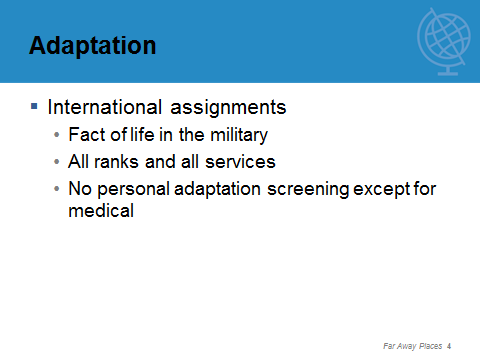 Adaptation
International assignments
Fact of life in the military
All ranks and all services
No personal adaptation screening except for
medical
Far Away Places 4